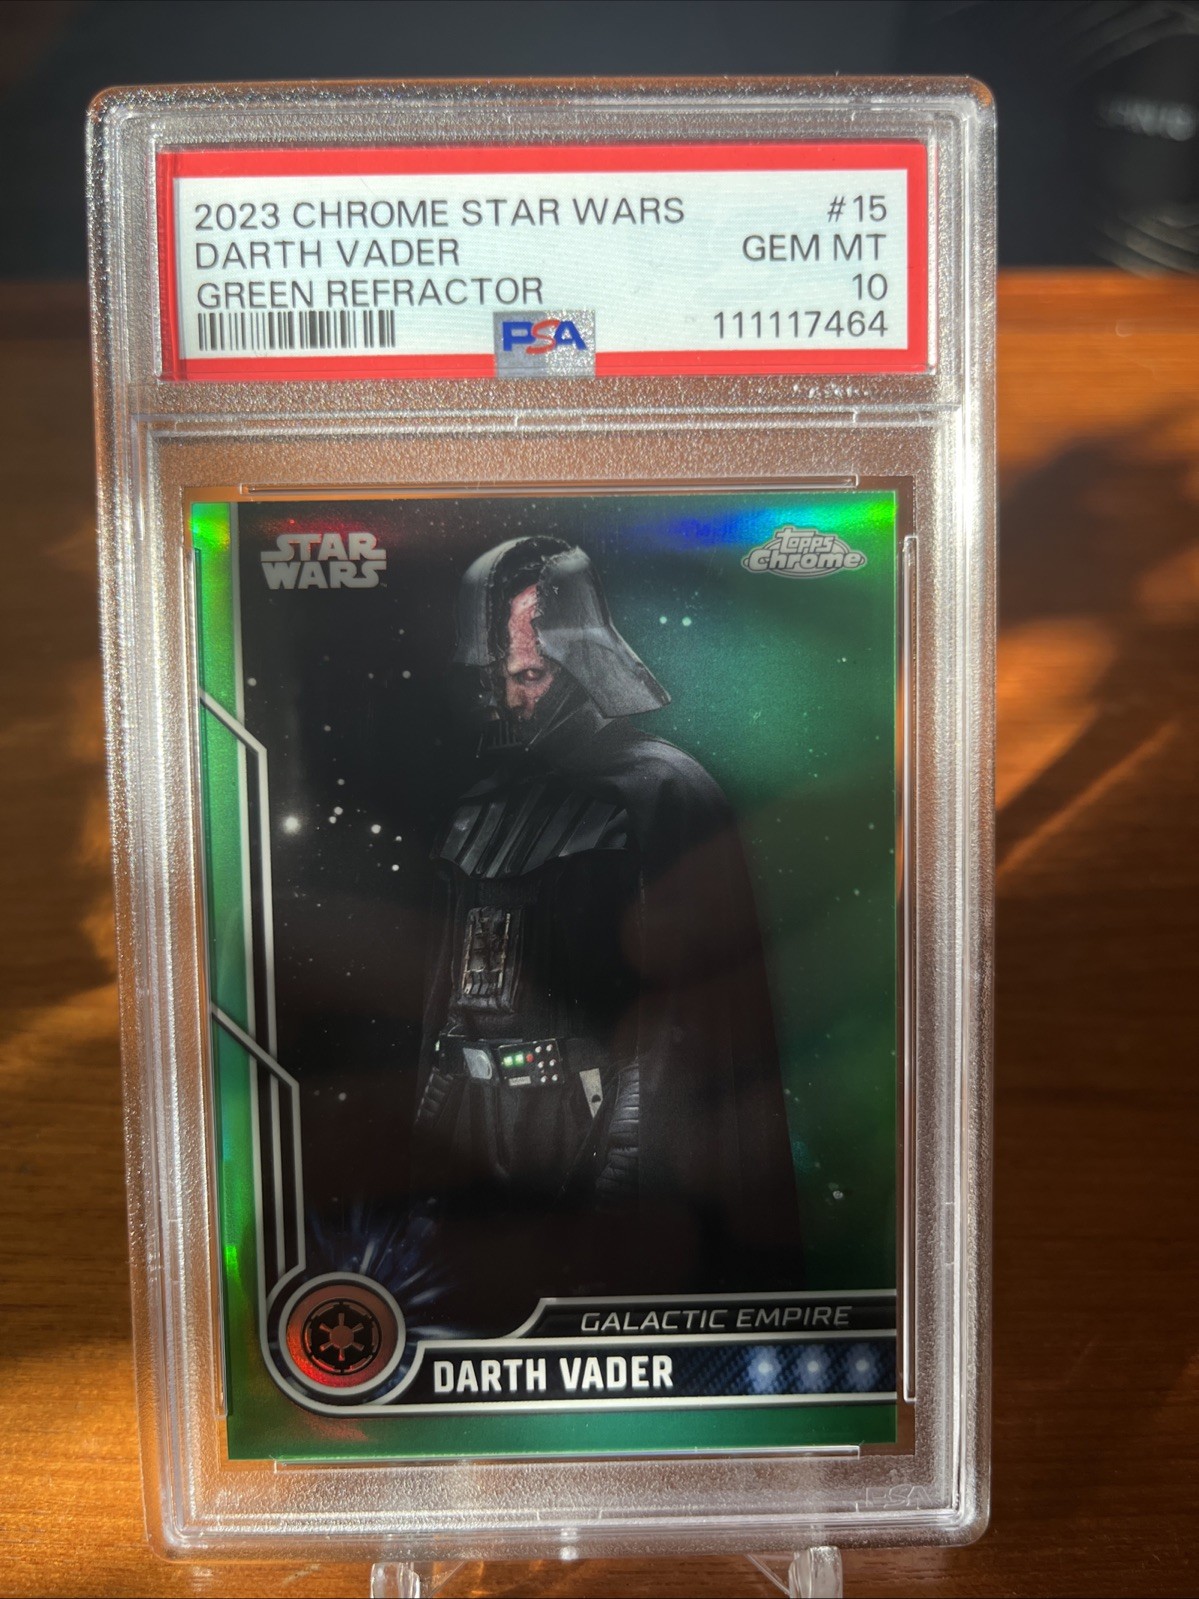 2023 CHROME STAR WARS #15
DARTH VADER GEM MT
GREEN REFRACTOR 10
PSA 111117464
STAR WARS
Topps Chrome
GALACTIC EMPIRE
DARTH VADER
PSA